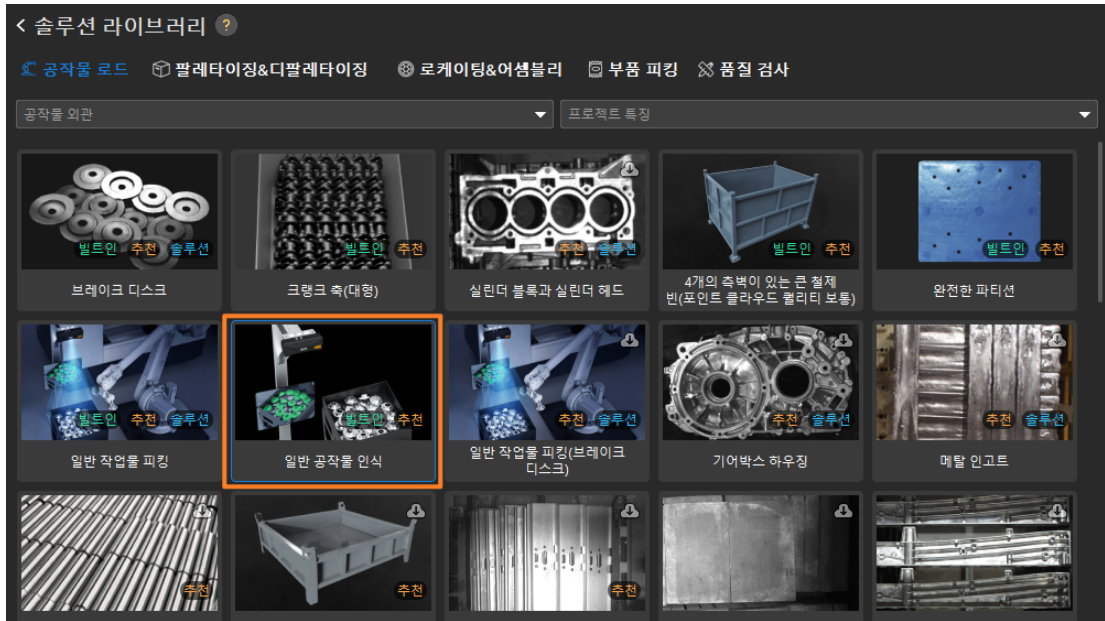 솔루션 라이브러리 ?
공작물 로드 팔레타이징&디팔레타이징 로케이팅&어셈블리 부품 피킹 품질 검사
공작물 외관 프로젝트 특징
빌트인 추천 솔루션 빌트인 추천 추천 솔루션 빌트인 추천 빌트인 추천
브레이크 디스크 크랭크 축(대형) 실린더 블록과 실린더 헤드 4개의 측벽이 있는 큰 철제 완전한 파티션
빈(포인트 클라우드 퀄리티 보통)
빌트인 추천 솔루션 빌트인 추천 추천 솔루션 추천 솔루션 추천 솔루션
일반 작업물 피킹 일반 공작물 인식 일반 작업물 피킹(브레이크 기어박스 하우징 메탈 인고트
디스크)
추천 추천 추천